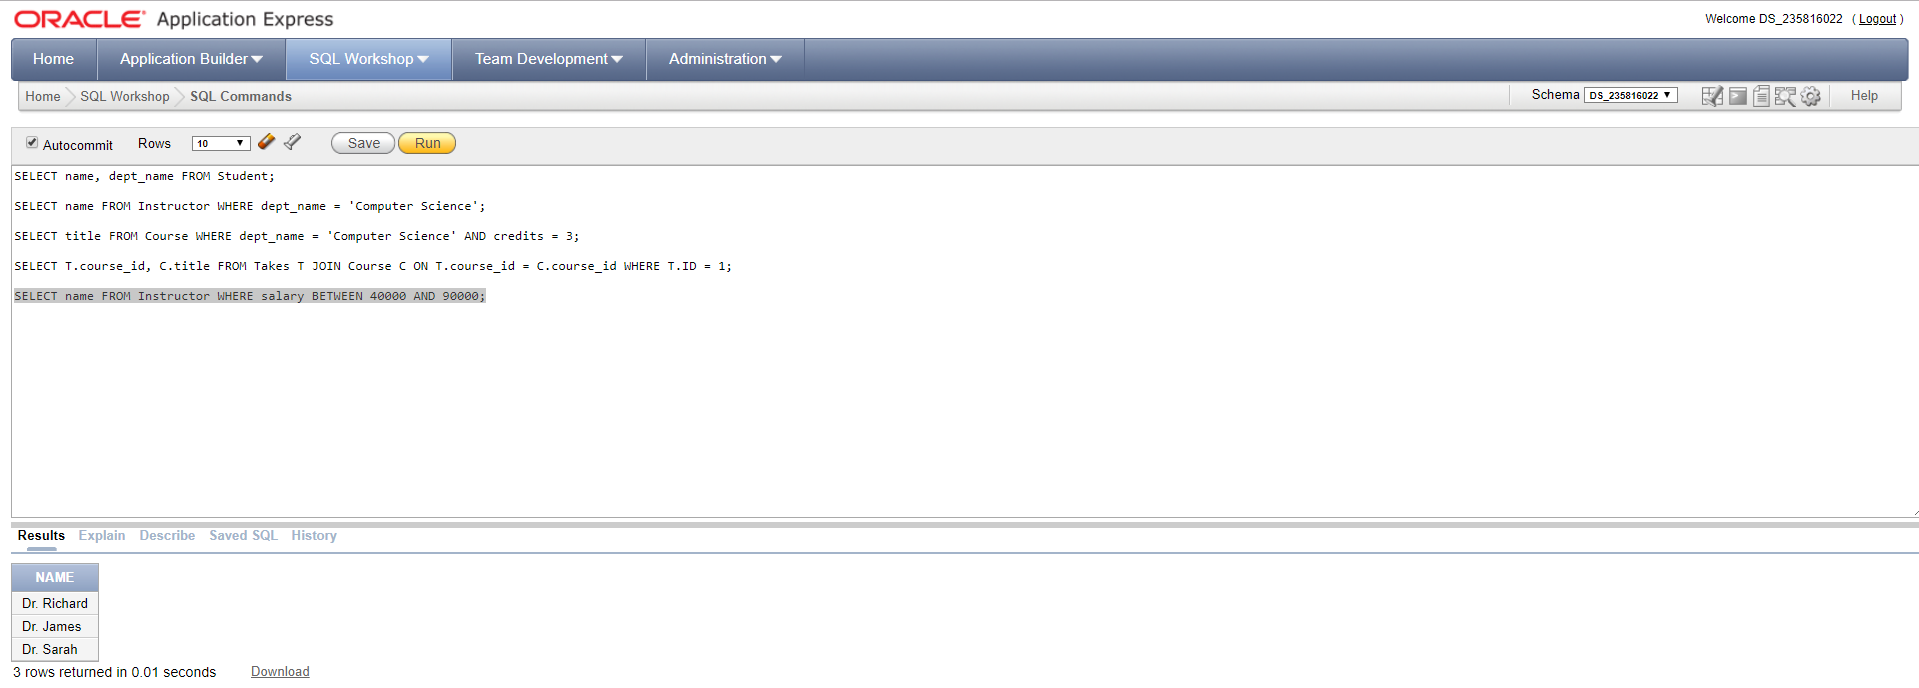 ORACLE Application Express
Welcome DS_235816022 ( Logout )
Home Application Builder SQL Workshop Team Development Administration
Home SQL Workshop SQL Commands
Schema DS_235816022 Help
Autocommit Rows 10 Save Run
SELECT name, dept_name FROM Student;
SELECT name FROM Instructor WHERE dept_name = 'Computer Science';
SELECT title FROM Course WHERE dept_name = 'Computer Science' AND credits = 3;
SELECT T.course_id, C.title FROM Takes T JOIN Course C ON T.course_id = C.course_id WHERE T.ID = 1;
SELECT name FROM Instructor WHERE salary BETWEEN 40000 AND 90000;
Results Explain Describe Saved SQL History
NAME
Dr. Richard
Dr. James
Dr. Sarah
3 rows returned in 0.01 seconds Download